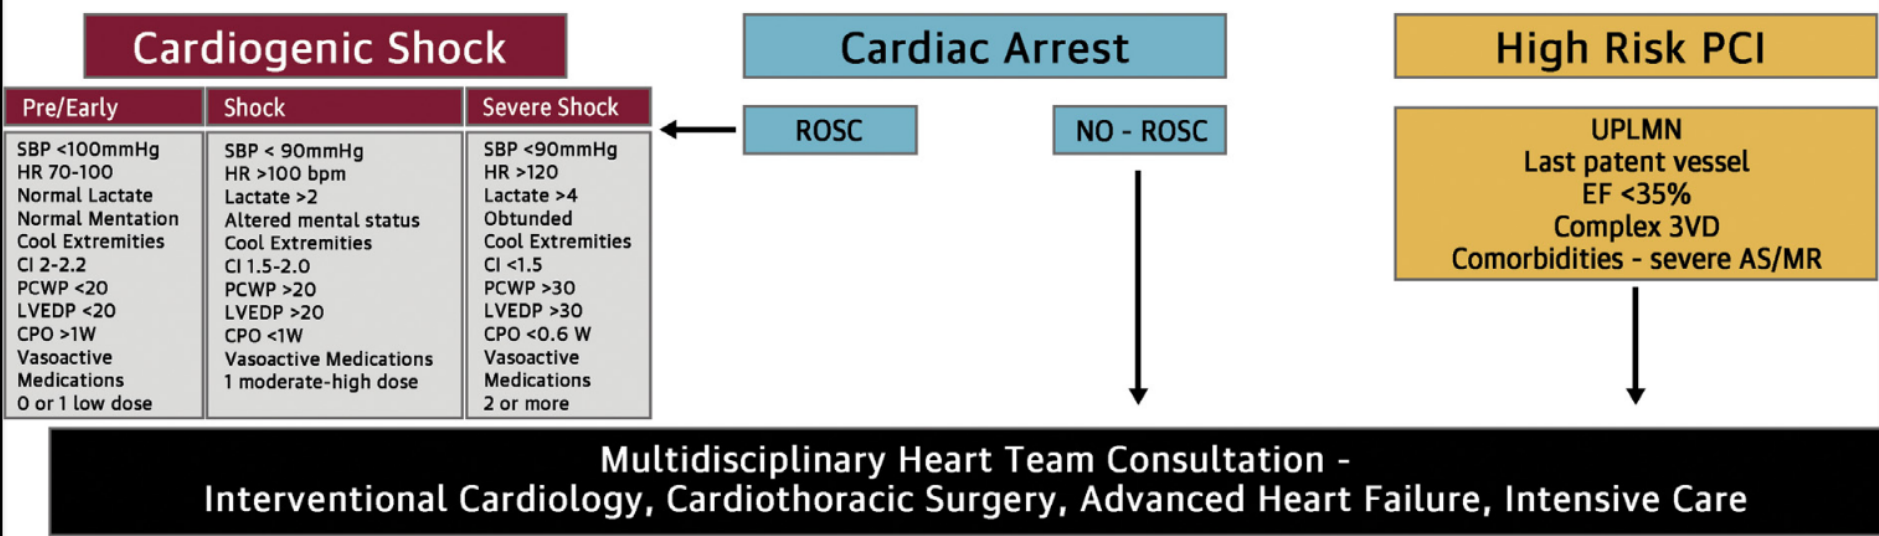 Cardiogenic Shock
Pre/Early
SBP <100mmHg
HR 70-100
Normal Lactate
Normal Mentation
Cool Extremities
CI 2-2.2
PCWP <20
LVEDP <20
CPO >1W
Vasoactive
Medications
0 or 1 low dose
Shock
SBP < 90mmHg
HR >100 bpm
Lactate >2
Altered mental status
Cool Extremities
CI 1.5-2.0
PCWP >20
LVEDP >20
CPO <1W
Vasoactive Medications
1 moderate-high dose
Severe Shock
SBP <90mmHg
HR >120
Lactate >4
Obtunded
Cool Extremities
CI <1.5
PCWP >30
LVEDP >30
CPO <0.6 W
Vasoactive
Medications
2 or more
Cardiac Arrest
ROSC
NO - ROSC
High Risk PCI
UPLMN
Last patent vessel
EF <35%
Complex 3VD
Comorbidities - severe AS/MR
Multidisciplinary Heart Team Consultation -
Interventional Cardiology, Cardiothoracic Surgery, Advanced Heart Failure, Intensive Care